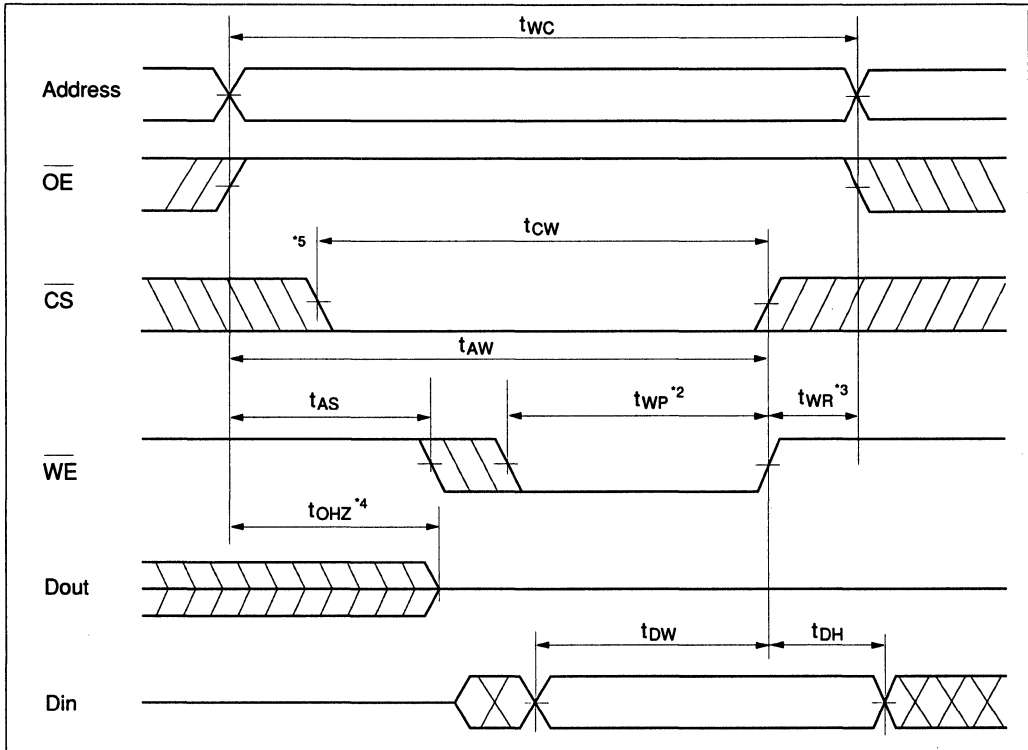 tWC
Address
OE
tCW
*5
CS
tAW
tAS
tWP *2
tWR *3
WE
tOHZ *4
Dout
tDW
tDH
Din